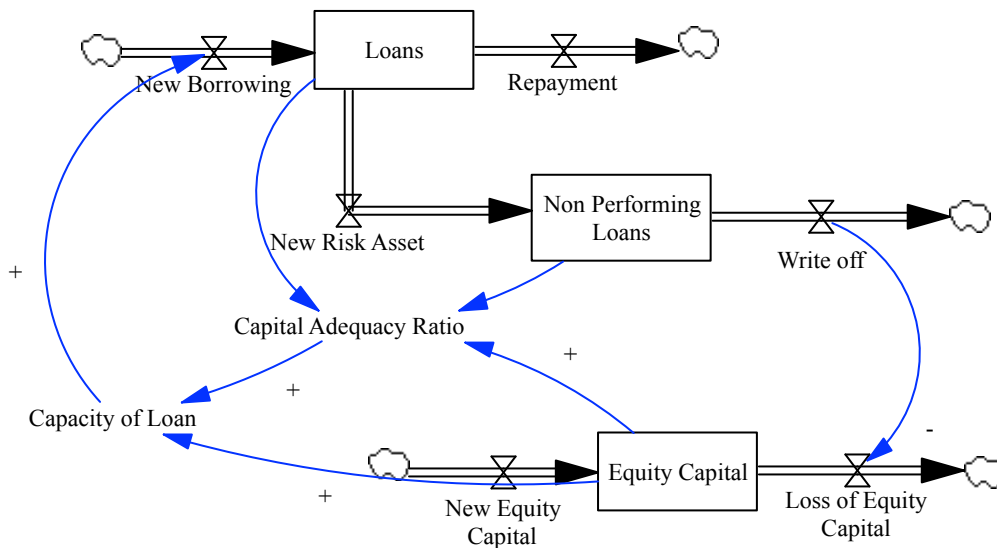 Loans
New Borrowing
Repayment
Non Performing
Loans
New Risk Asset
Write off
+
Capital Adequacy Ratio
+
+
Capacity of Loan
-
Equity Capital
+
New Equity
Capital
Loss of Equity
Capital